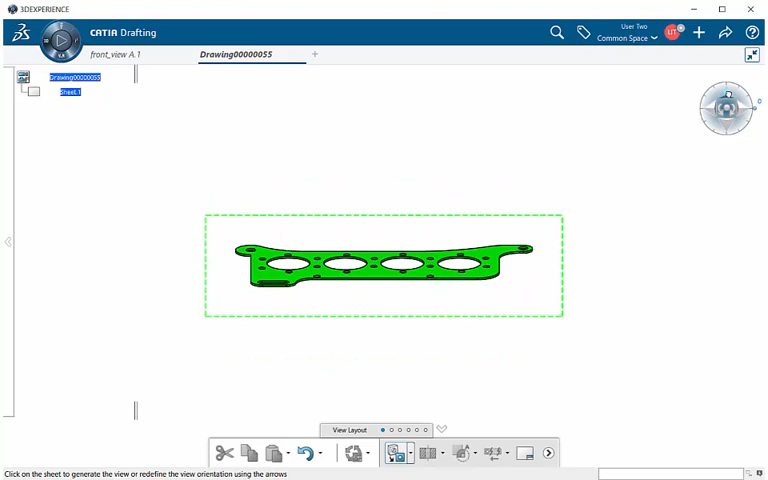 3DEXPERIENCE
CATIA Drafting
User Two
Common Space
UT
front_view A.1
Drawing00000055
+
Drawing00000055
Sheet.1
View Layout
Click on the sheet to generate the view or redefine the view orientation using the arrows